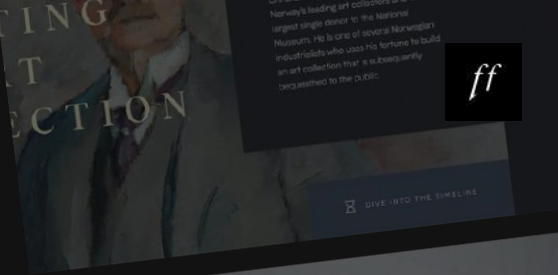 TING
Norway's leading art collectors and
largest single donor to the National
T
Museum. He is one of several Norwegian
industrialists who uses his fortune to build
an art collection that is subsequently
bequeathed to the public.
ff
ECTION
DIVE INTO THE TIMELINE